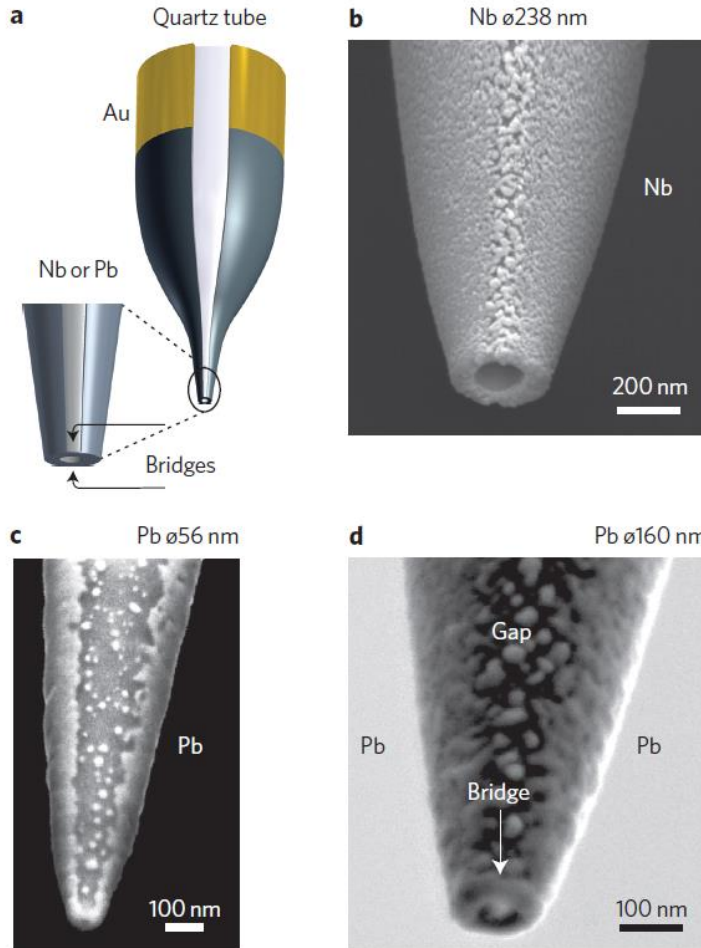 a
Quartz tube
Au
Nb or Pb
Bridges
b
Nb ø238 nm
Nb
200 nm
c
Pb ø56 nm
Pb
100 nm
d
Pb ø160 nm
Gap
Pb
Pb
Bridge
100 nm